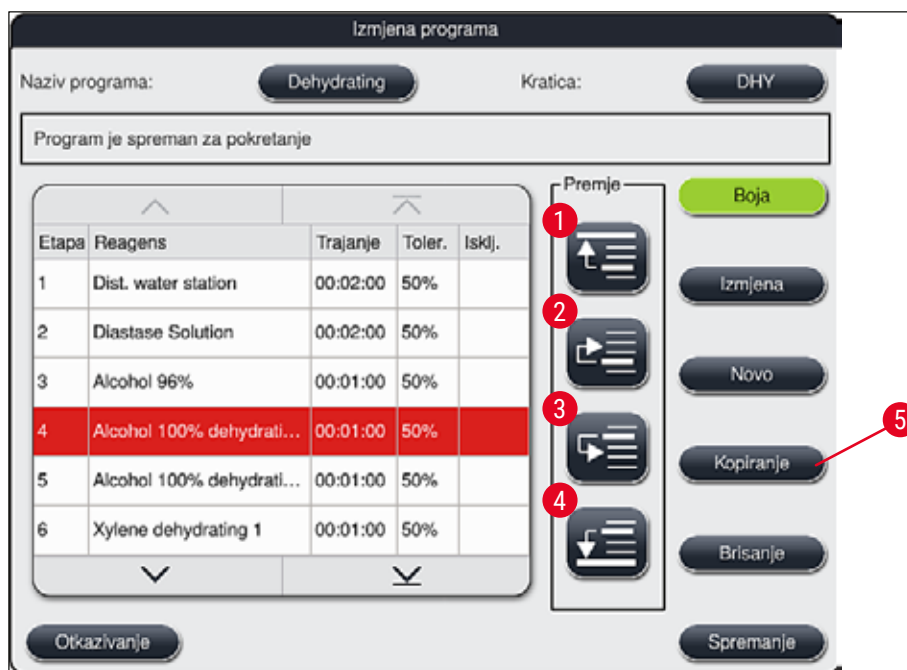 Izmjena programa
Naziv programa: Dehydrating Kratica: DHY
Program je spreman za pokretanje
Premje
Boja
Etapa Reagens Trajanje Toler. Isklj.
1
1 Dist. water station 00:02:00 50%
Izmjena
2
2 Diastase Solution 00:02:00 50%
3 Alcohol 96% 00:01:00 50%
Novo
3
4 Alcohol 100% dehydrati... 00:01:00 50%
5
Kopiranje
5 Alcohol 100% dehydrati... 00:01:00 50%
4
6 Xylene dehydrating 1 00:01:00 50%
Brisanje
Otkazivanje Spremanje